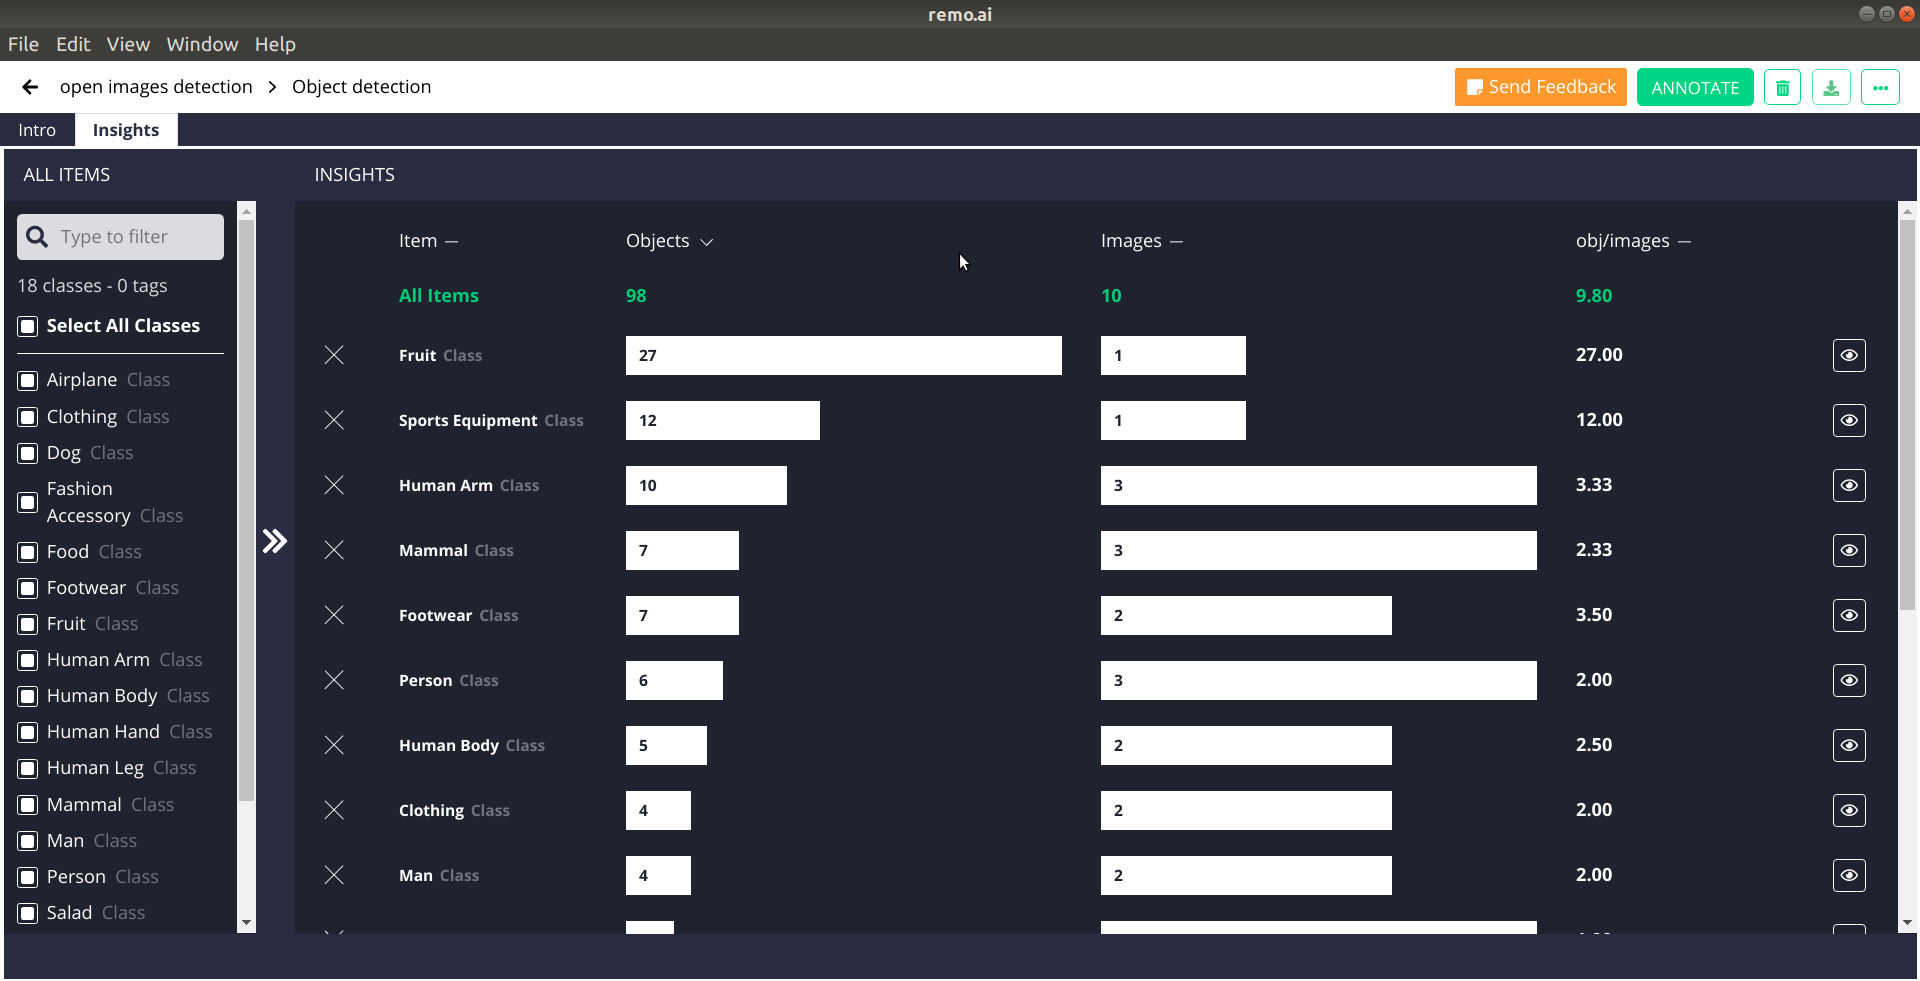 remo.ai
File Edit View Window Help
open images detection > Object detection
Send Feedback
ANNOTATE
Intro
Insights
ALL ITEMS
INSIGHTS
Type to filter
18 classes - 0 tags
Select All Classes
Airplane Class
Clothing Class
Dog Class
Fashion
Accessory Class
Food Class
Footwear Class
Fruit Class
Human Arm Class
Human Body Class
Human Hand Class
Human Leg Class
Mammal Class
Man Class
Person Class
Salad Class
Item Objects Images obj/images
All Items 98 10 9.80
Fruit Class 27 1 27.00
Sports Equipment Class 12 1 12.00
Human Arm Class 10 3 3.33
Mammal Class 7 3 2.33
Footwear Class 7 2 3.50
Person Class 6 3 2.00
Human Body Class 5 2 2.50
Clothing Class 4 2 2.00
Man Class 4 2 2.00